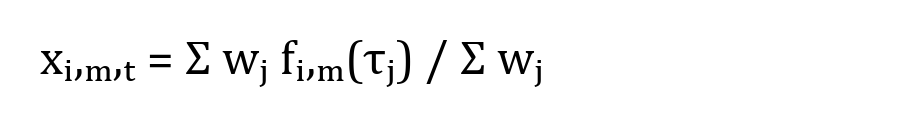 xᵢ,ₘ,ₜ = Σ wⱼ fᵢ,ₘ(τⱼ) / Σ wⱼ